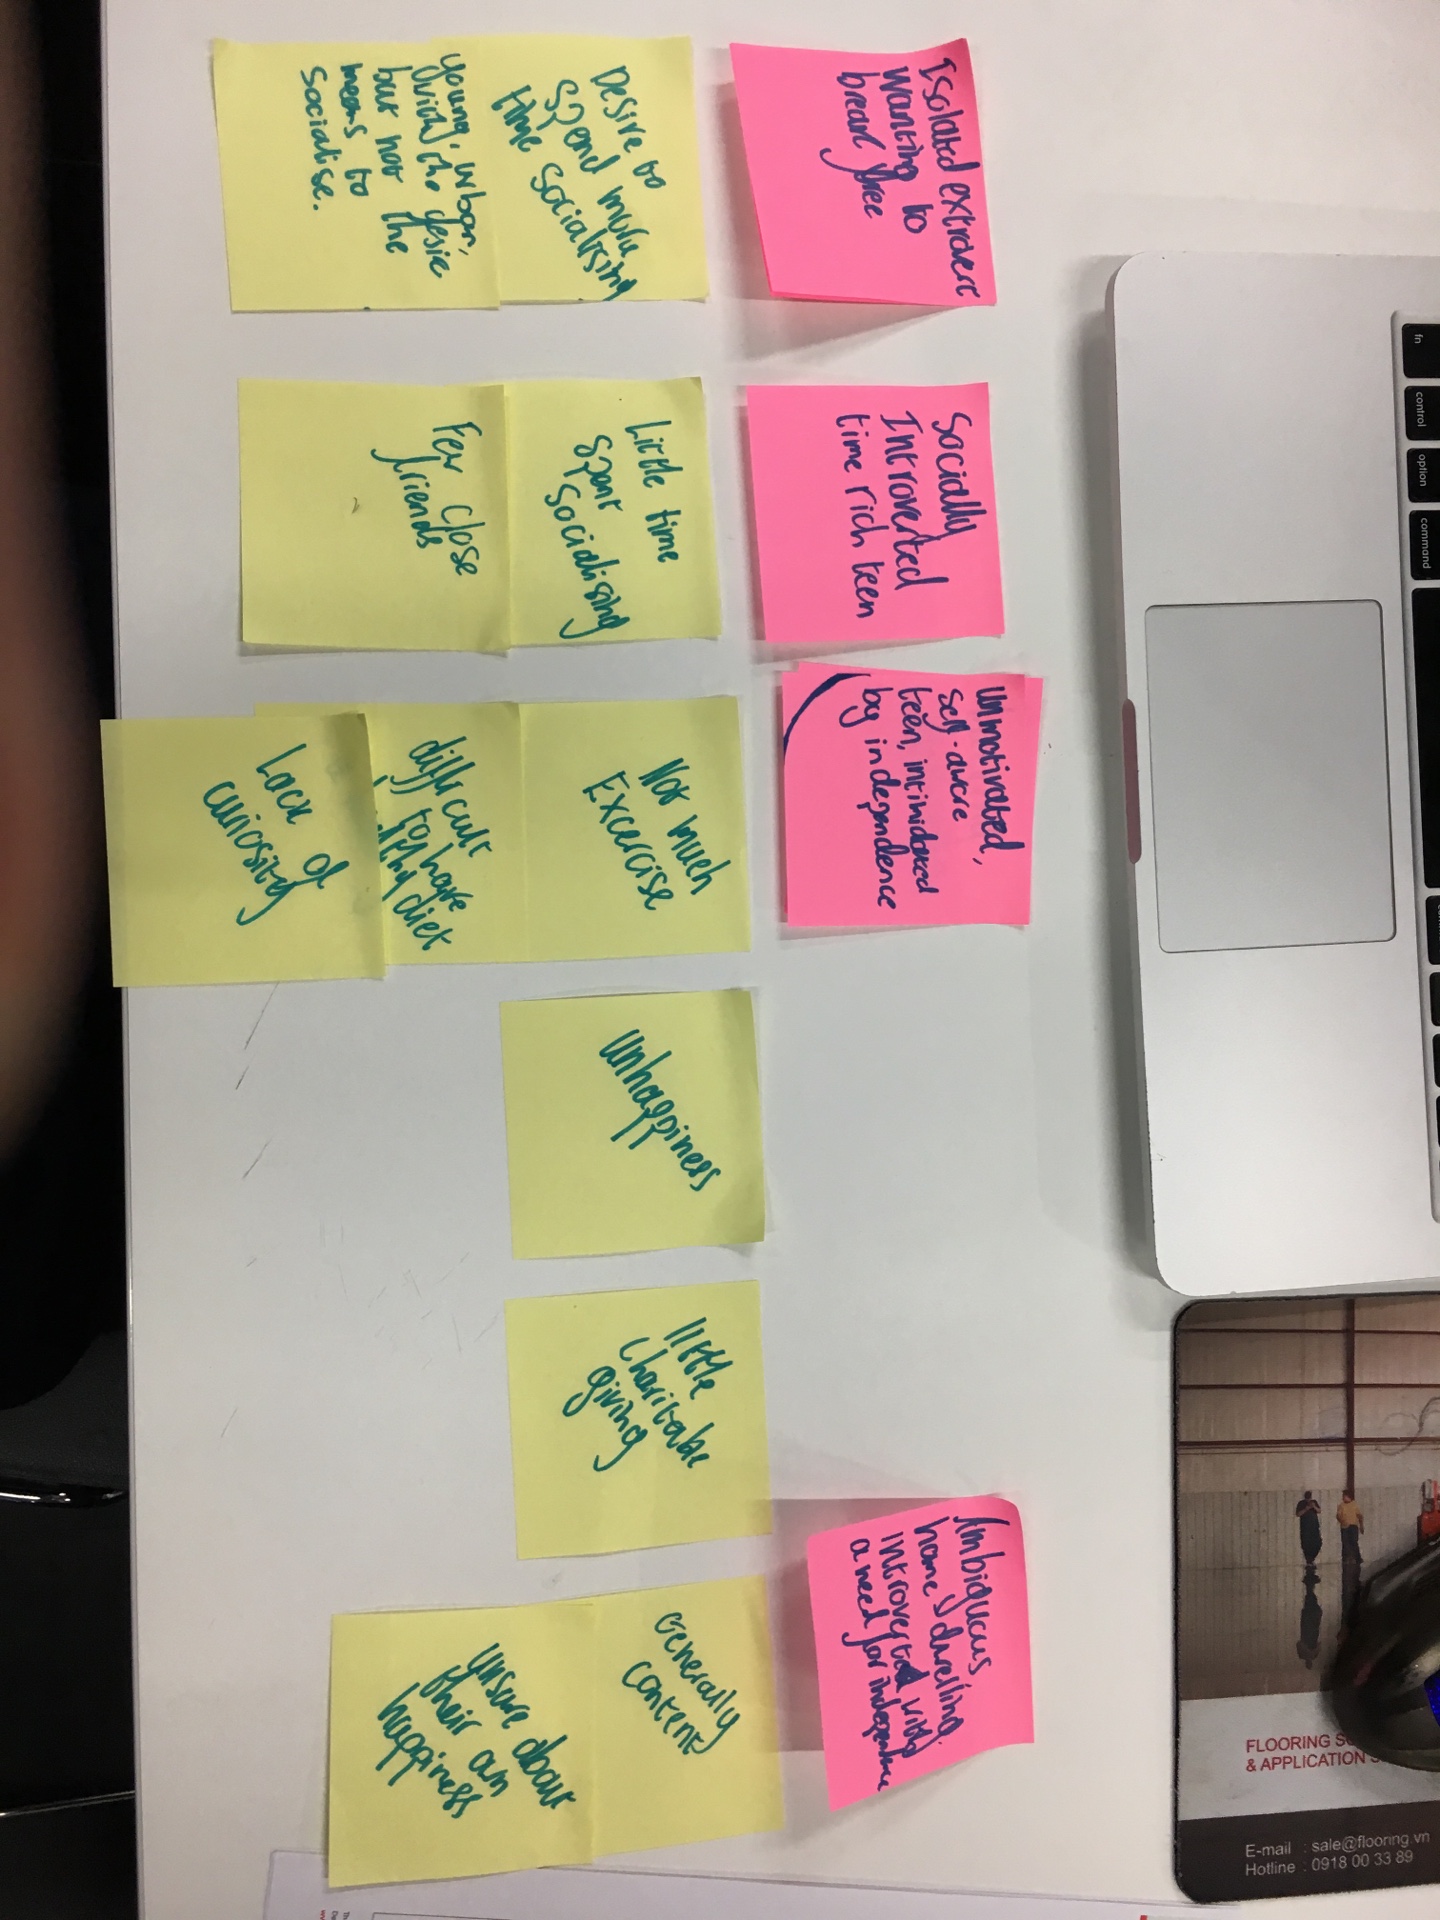 fn
control
option
command
FLOORING
& APPLICATION
E-mail : sale@flooring.vn
Hotline : 0918 00 33 89
Isolated extrovert
wanting to
break free
Socially
Introverted
time rich teen
Unmotivated,
self-aware
teen, intimidated
by independence
Ambiguous
home dwelling
introverted with
a need for independence
Desire to
spend more
time socialising
young, urban,
with the desie
but not the
means to
socialise.
Little time
spent
socialising
Few close
friends
Not much
Excercise
difficult
to have
healthy diet
Lack of
curiosity
unhappiness
little
charitable
giving
Generally
content
unsure about
their own
happiness